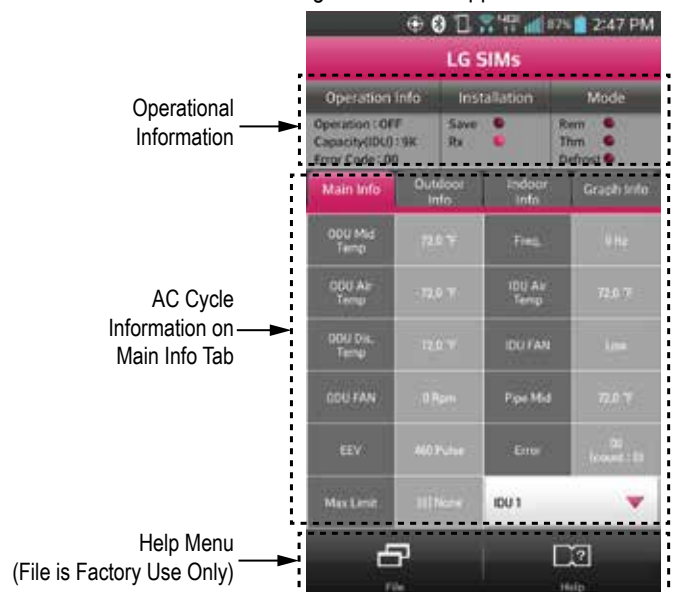 87% 2:47 PM
LG SIMs
Operational
Information
Operation Info Installation Mode
Operation : OFF Save Rem
Capacity(IDU) : 9K Rx Thm
Error Code : 00 Defrost
Main Info Outdoor Info Indoor Info Graph Info
AC Cycle
Information on
Main Info Tab
ODU Mid Temp 72.0 °F Freq. 0 Hz
ODU Air Temp 72.0 °F IDU Air Temp 72.0 °F
ODU Dis. Temp 72.0 °F IDU FAN Low
ODU FAN 0 Rpm Pipe Mid 72.0 °F
EEV 460 Pulse Error 00
Max Limit None IDU 1
Help Menu
(File is Factory Use Only)
File Help